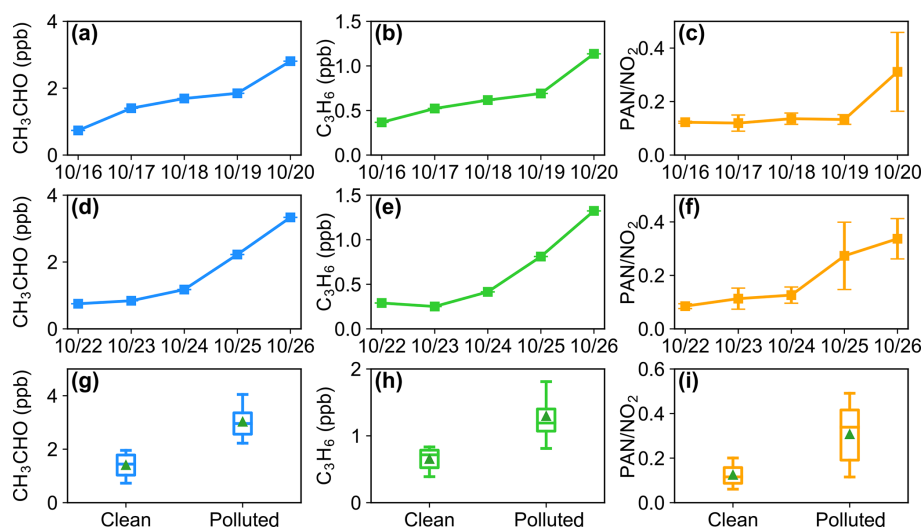 (a) (b) (c)
CH₃CHO (ppb) C₃H₆ (ppb) PAN/NO₂
4 1.5 0.4
2 1.0 0.2
0 0.5 0.0
0.0
10/16 10/17 10/18 10/19 10/20 10/16 10/17 10/18 10/19 10/20 10/16 10/17 10/18 10/19 10/20
(d) (e) (f)
CH₃CHO (ppb) C₃H₆ (ppb) PAN/NO₂
4 1.5 0.4
2 1.0 0.2
0 0.5 0.0
0.0
10/22 10/23 10/24 10/25 10/26 10/22 10/23 10/24 10/25 10/26 10/22 10/23 10/24 10/25 10/26
(g) (h) (i)
CH₃CHO (ppb) C₃H₆ (ppb) PAN/NO₂
4 2 0.6
2 1 0.4
0 0 0.2
0.0
Clean Polluted Clean Polluted Clean Polluted